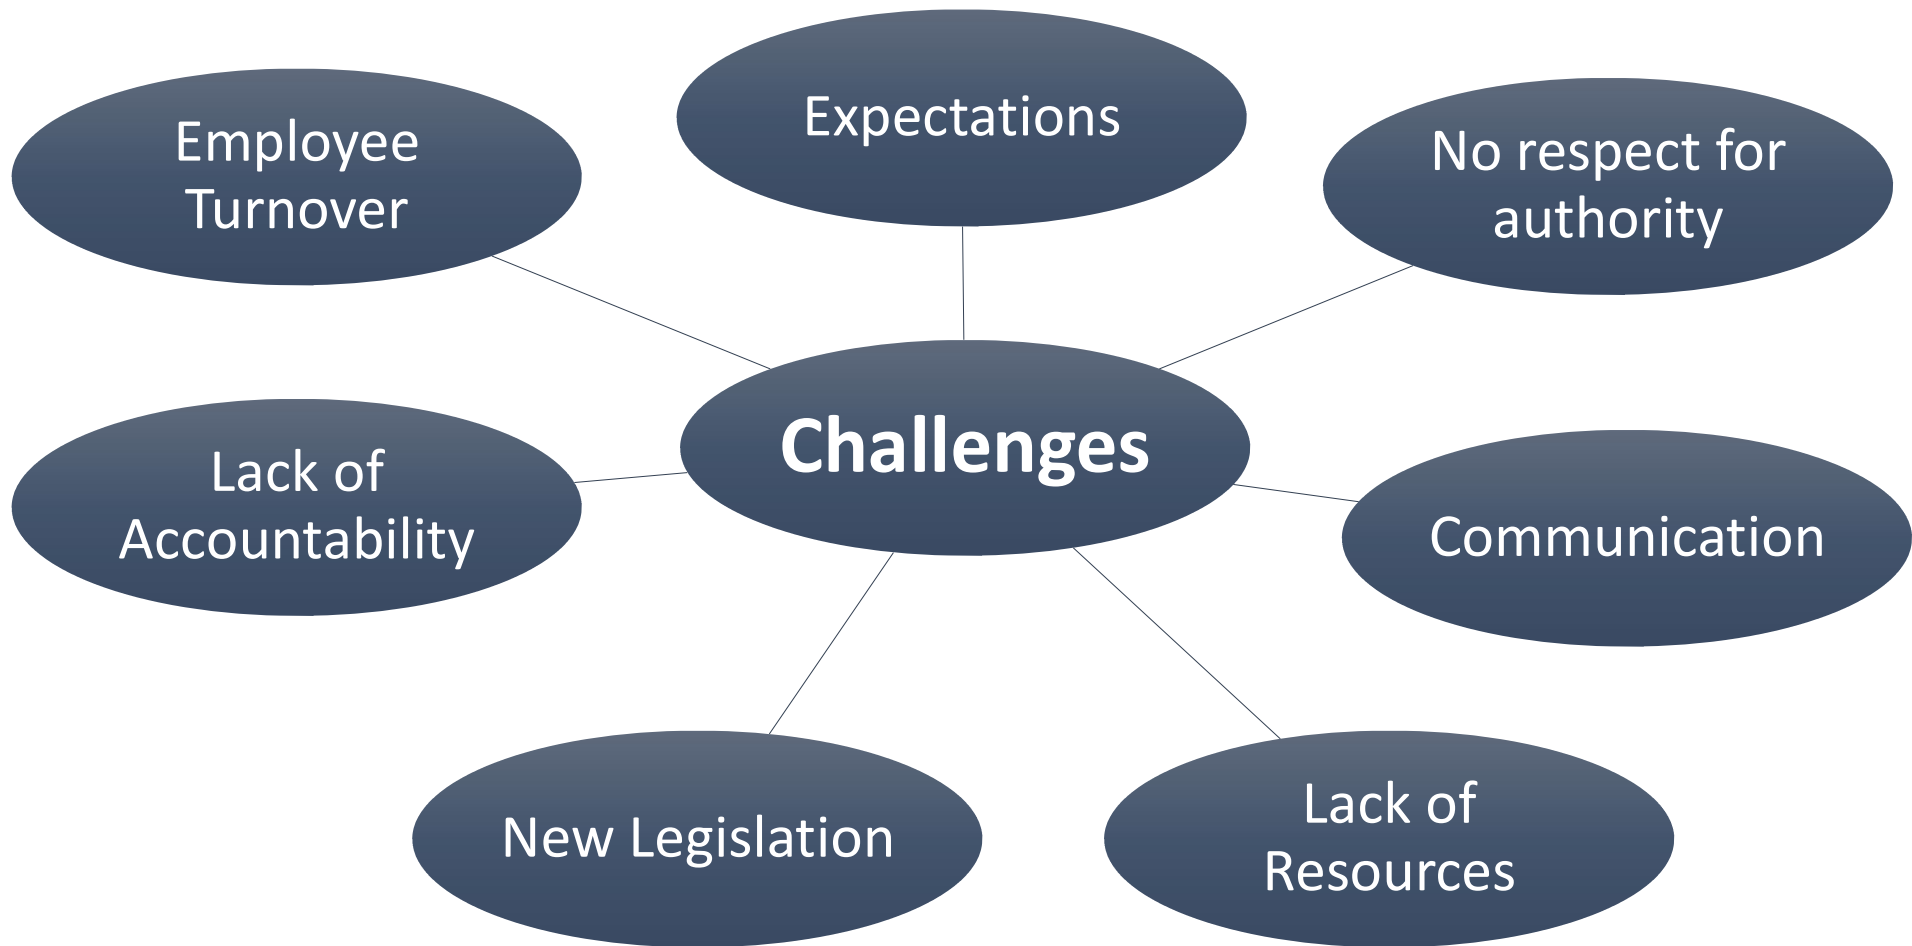 Expectations
Employee
Turnover
No respect for
authority
Challenges
Lack of
Accountability
Communication
New Legislation
Lack of
Resources